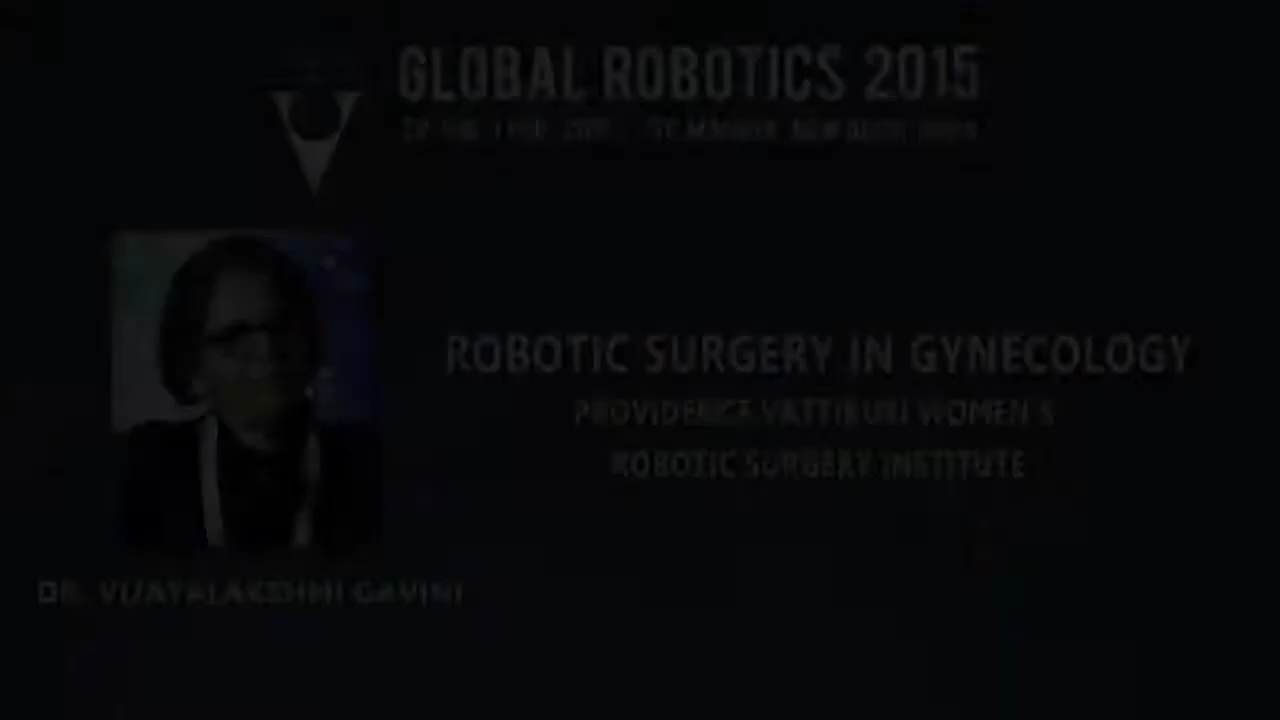 GLOBAL ROBOTICS 2015
ROBOTIC SURGERY IN GYNECOLOGY
PROVIDENCE VATTIKUTI WOMEN'S
ROBOTIC SURGERY INSTITUTE
DR. VIJAYALAKSHMI GAVINI